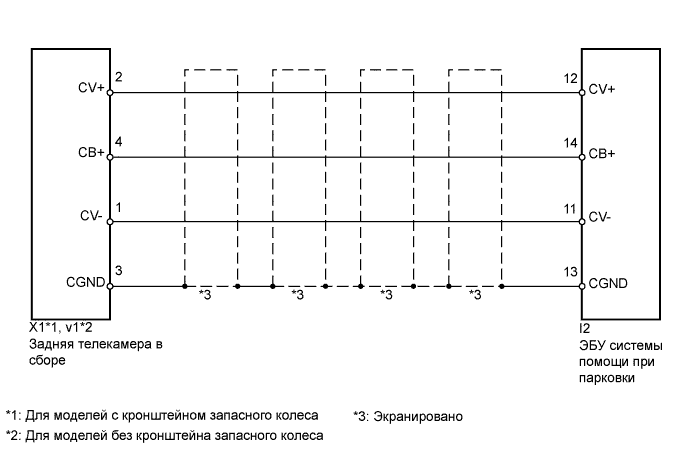 2
12
CV+
CV+
4
14
CB+
CB+
1
11
CV-
CV-
3
13
CGND
CGND
*3
*3
*3
*3
X1*1, v1*2
I2
Задняя телекамера в
сборе
ЭБУ системы
помощи при
парковки
*1: Для моделей с кронштейном запасного колеса
*3: Экранировано
*2: Для моделей без кронштейна запасного колеса